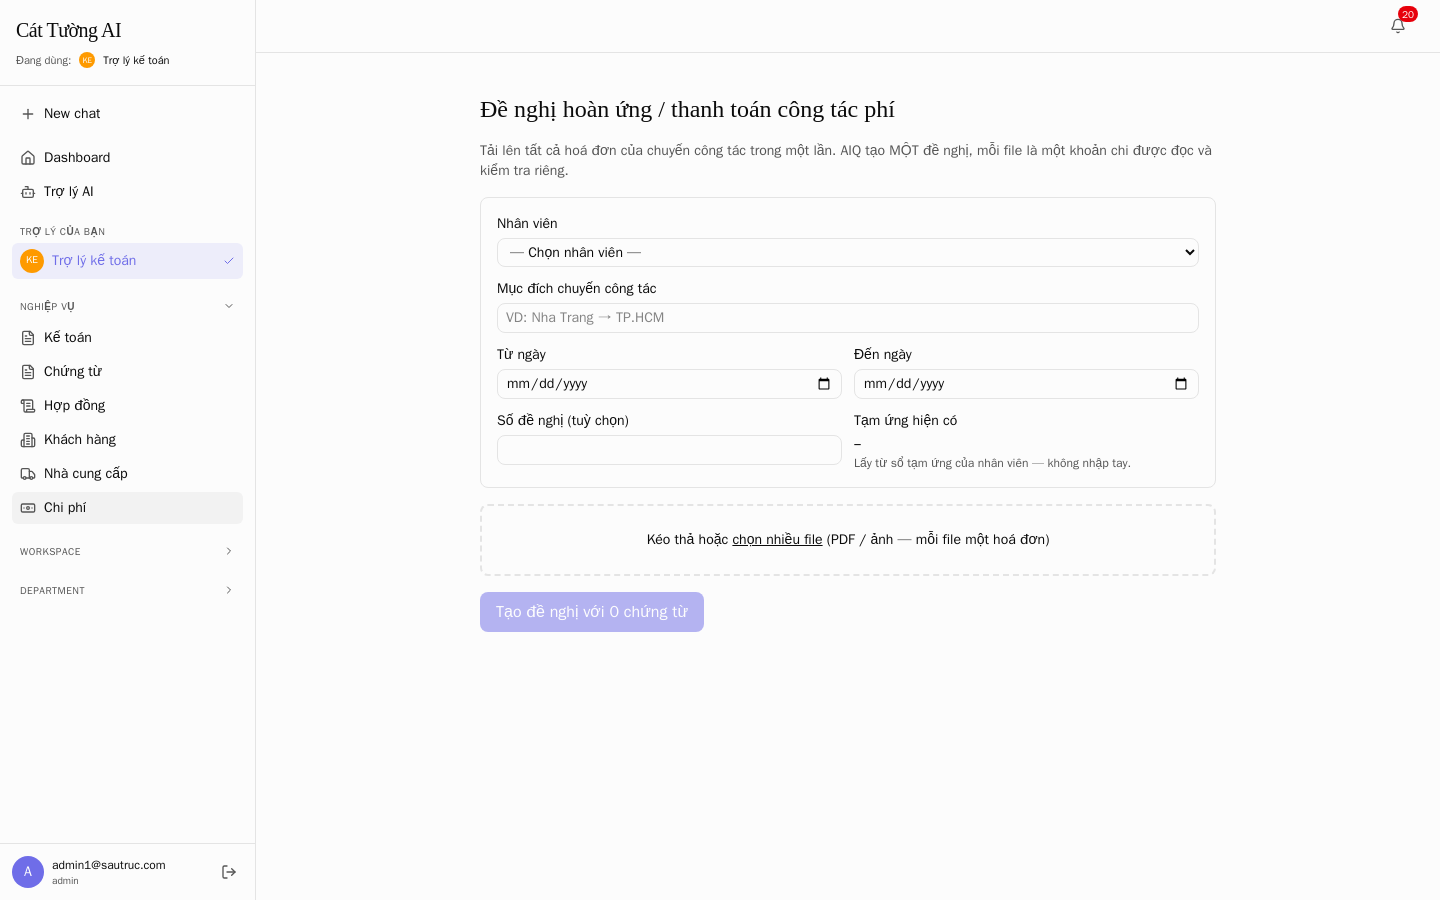 Cát Tường AI
Đang dùng: KE Trợ lý kế toán
New chat
Dashboard
Trợ lý AI
TRỢ LÝ CỦA BẠN
KE Trợ lý kế toán
NGHIỆP VỤ
Kế toán
Chứng từ
Hợp đồng
Khách hàng
Nhà cung cấp
Chi phí
WORKSPACE
DEPARTMENT
A
admin1@sautruc.com
admin
20
Đề nghị hoàn ứng / thanh toán công tác phí
Tải lên tất cả hoá đơn của chuyến công tác trong một lần. AIQ tạo MỘT đề nghị, mỗi file là một khoản chi được đọc và
kiểm tra riêng.
Nhân viên
— Chọn nhân viên —
Mục đích chuyến công tác
VD: Nha Trang → TP.HCM
Từ ngày
Đến ngày
mm/dd/yyyy
mm/dd/yyyy
Số đề nghị (tuỳ chọn)
Tạm ứng hiện có
–
Lấy từ sổ tạm ứng của nhân viên — không nhập tay.
Kéo thả hoặc chọn nhiều file (PDF / ảnh — mỗi file một hoá đơn)
Tạo đề nghị với 0 chứng từ